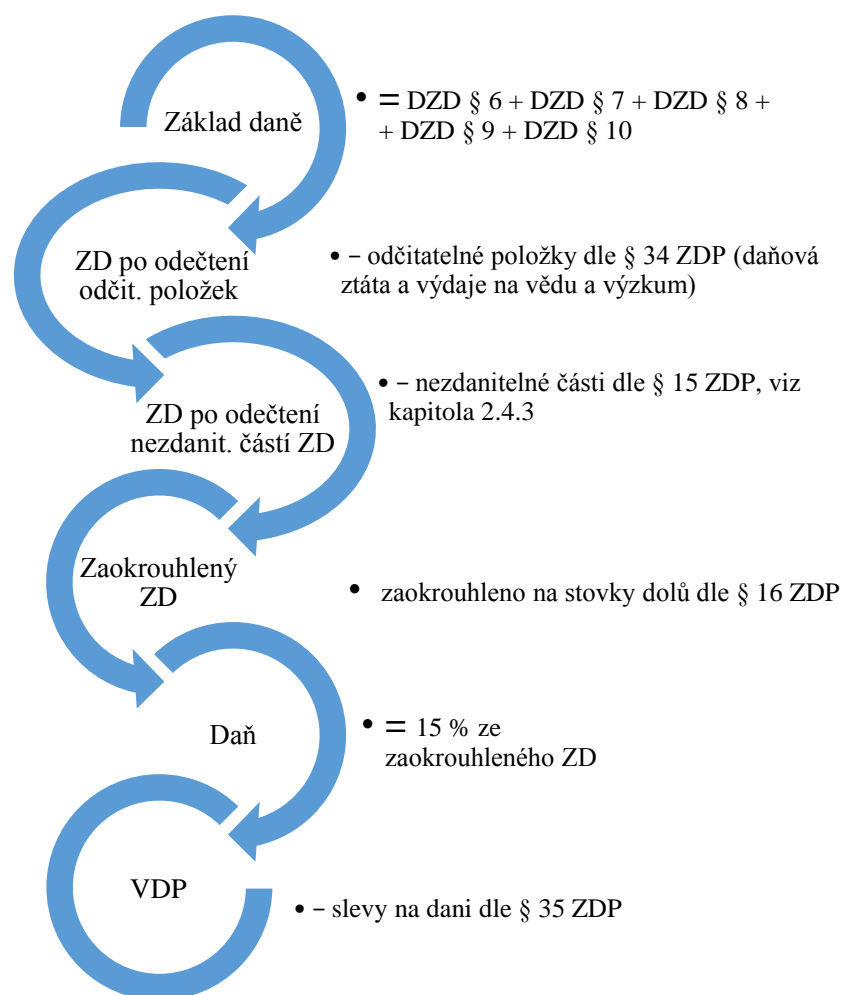 Základ daně
• = DZD § 6 + DZD § 7 + DZD § 8 +
+ DZD § 9 + DZD § 10
ZD po odečtení
odčit. položek
• – odčitatelné položky dle § 34 ZDP (daňová
ztáta a výdaje na vědu a výzkum)
ZD po odečtení
nezdanit. částí ZD
• – nezdanitelné části dle § 15 ZDP, viz
kapitola 2.4.3
Zaokrouhlený
ZD
• zaokrouhleno na stovky dolů dle § 16 ZDP
Daň
• = 15 % ze
zaokrouhleného ZD
VDP
• – slevy na dani dle § 35 ZDP